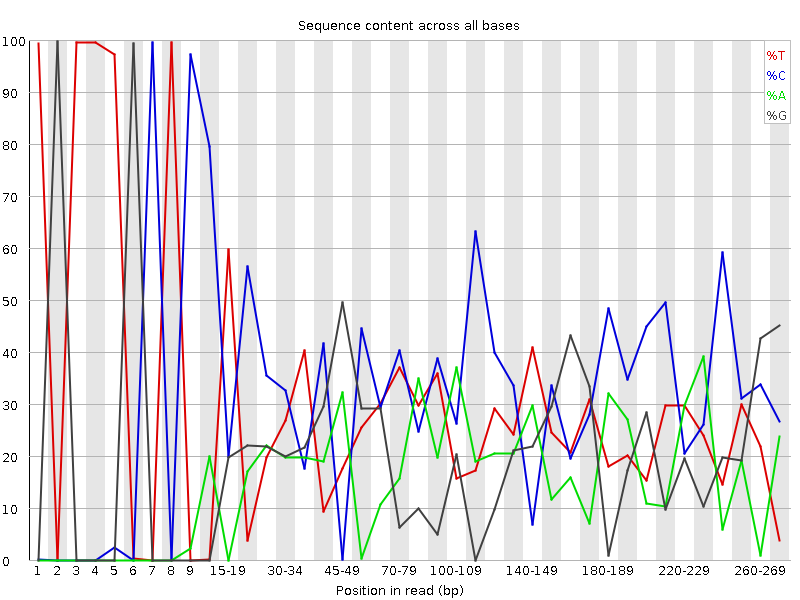 Sequence content across all bases
100
90
80
70
60
50
40
30
20
10
0
%T
%C
%A
%G
1 2 3 4 5 6 7 8 9 15-19 30-34 45-49 70-79 100-109 140-149 180-189 220-229 260-269
Position in read (bp)